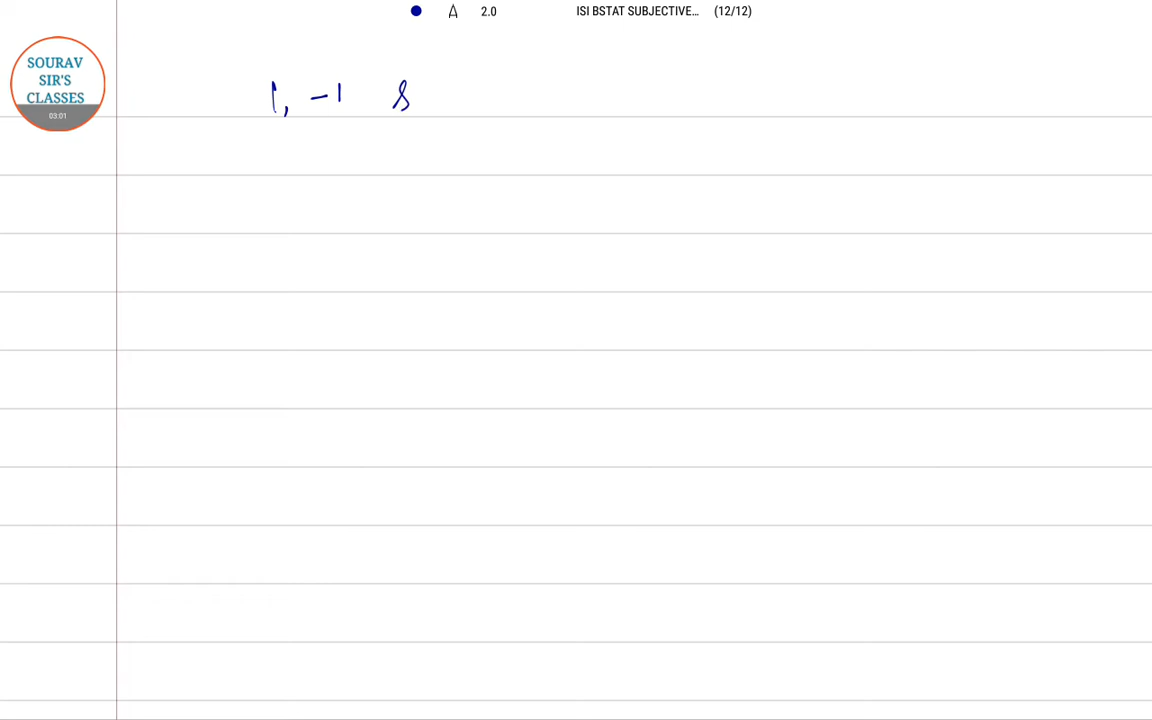 2.0 ISI BSTAT SUBJECTIVE... (12/12)
SOURAV
SIR'S
CLASSES
03:01
1, -1